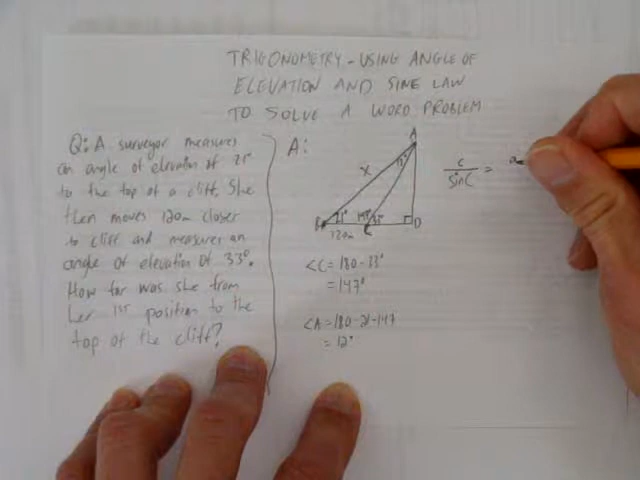 TRIGONOMETRY - USING ANGLE OF
ELEVATION AND SINE LAW
TO SOLVE A WORD PROBLEM
Q: A surveyor measures
an angle of elevation of 21°
to the top of a cliff. She
then moves 120m closer
to cliff and measures an
angle of elevation of 33°.
How far was she from
her 1ST position to the
top of the cliff?
A:
A
12°
X
B 21° 147° 33° D
C
120m
<C = 180 - 33°
= 147°
<A = 180 - 21 - 147
= 12°
c / sin C = a